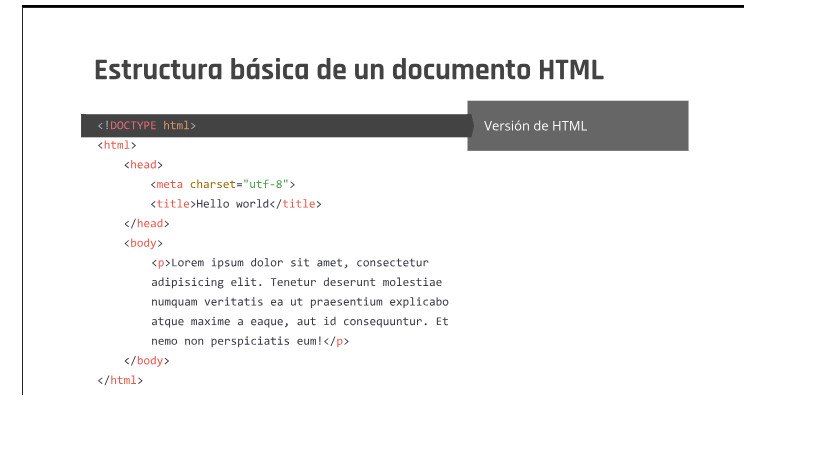 Estructura básica de un documento HTML
<!DOCTYPE html>
Versión de HTML
<html>
<head>
<meta charset="utf-8">
<title>Hello world</title>
</head>
<body>
<p>Lorem ipsum dolor sit amet, consectetur
adipisicing elit. Tenetur deserunt molestiae
numquam veritatis ea ut praesentium explicabo
atque maxime a eaque, aut id consequuntur. Et
nemo non perspiciatis eum!</p>
</body>
</html>